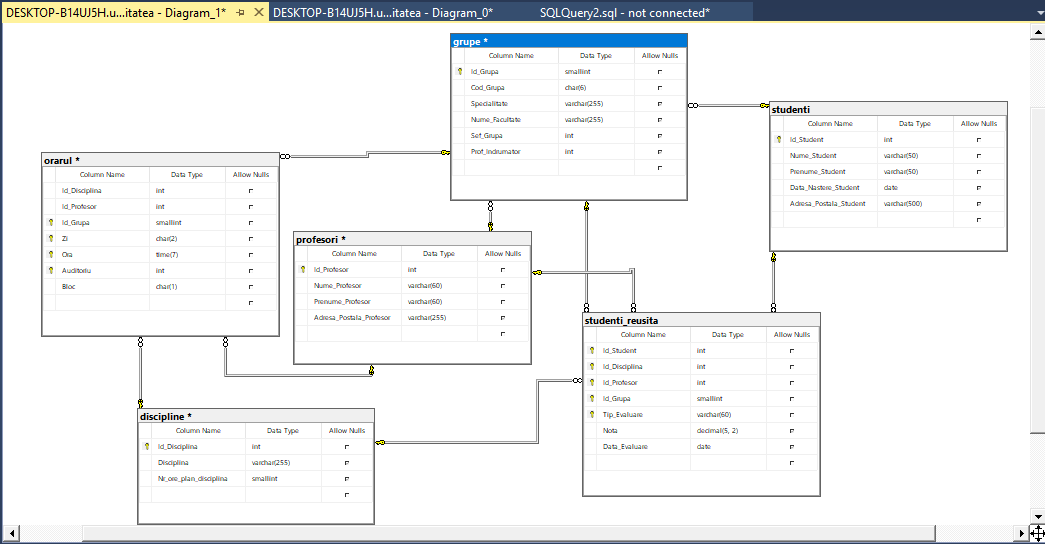 DESKTOP-B14UJ5H.u...itatea - Diagram_1*
DESKTOP-B14UJ5H.u...itatea - Diagram_0*
SQLQuery2.sql - not connected*
grupe *
Column Name Data Type Allow Nulls
Id_Grupa smallint
Cod_Grupa char(6)
Specialitate varchar(255)
Nume_Facultate varchar(255)
Sef_Grupa int
Prof_Indrumator int
studenti
Column Name Data Type Allow Nulls
Id_Student int
Nume_Student varchar(50)
Prenume_Student varchar(50)
Data_Nastere_Student date
Adresa_Postala_Student varchar(500)
orarul *
Column Name Data Type Allow Nulls
Id_Disciplina int
Id_Profesor int
Id_Grupa smallint
Zi char(2)
Ora time(7)
Auditoriu int
Bloc char(1)
profesori *
Column Name Data Type Allow Nulls
Id_Profesor int
Nume_Profesor varchar(60)
Prenume_Profesor varchar(60)
Adresa_Postala_Profesor varchar(255)
studenti_reusita
Column Name Data Type Allow Nulls
Id_Student int
Id_Disciplina int
Id_Profesor int
Id_Grupa smallint
Tip_Evaluare varchar(60)
Nota decimal(5, 2)
Data_Evaluare date
discipline *
Column Name Data Type Allow Nulls
Id_Disciplina int
Disciplina varchar(255)
Nr_ore_plan_disciplina smallint